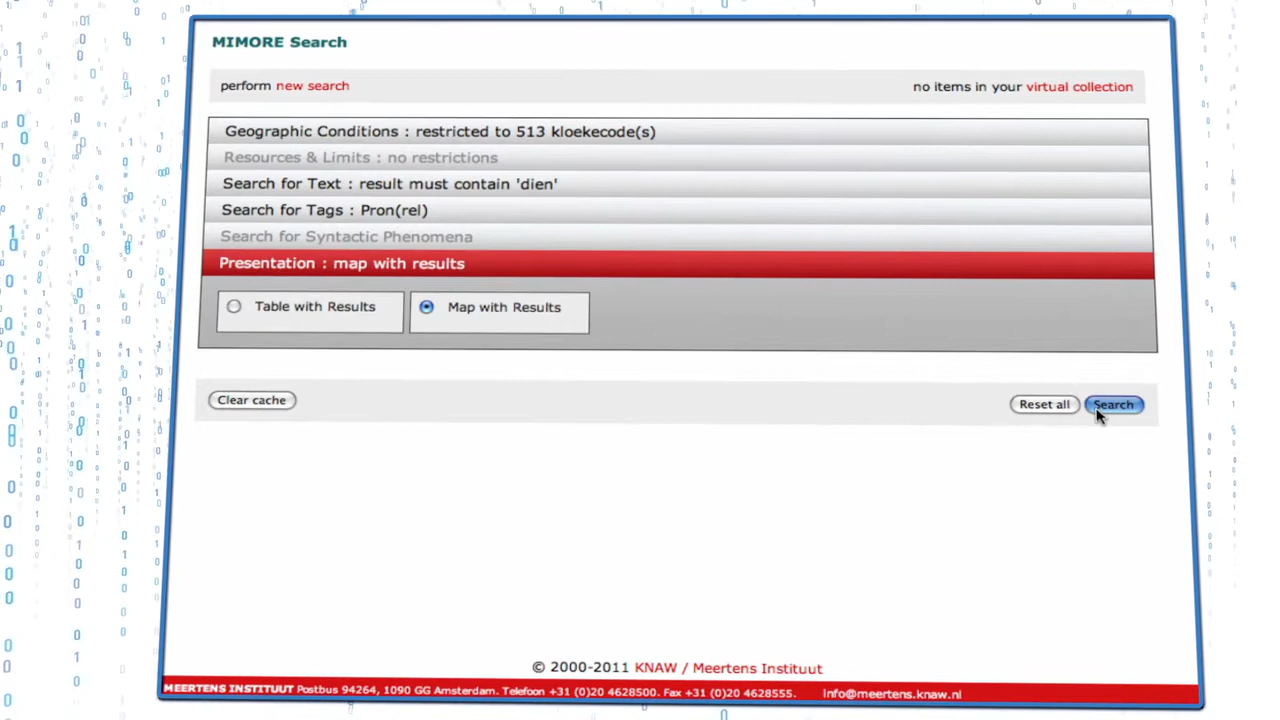 MIMORE Search
perform new search
no items in your virtual collection
Geographic Conditions : restricted to 513 kloekecode(s)
Resources & Limits : no restrictions
Search for Text : result must contain 'dien'
Search for Tags : Pron(rel)
Search for Syntactic Phenomena
Presentation : map with results
Table with Results
Map with Results
Clear cache
Reset all
Search
© 2000-2011 KNAW / Meertens Instituut
MEERTENS INSTITUUT Postbus 94264, 1090 GG Amsterdam. Telefoon +31 (0)20 4628500. Fax +31 (0)20 4628555. Info@meertens.knaw.nl